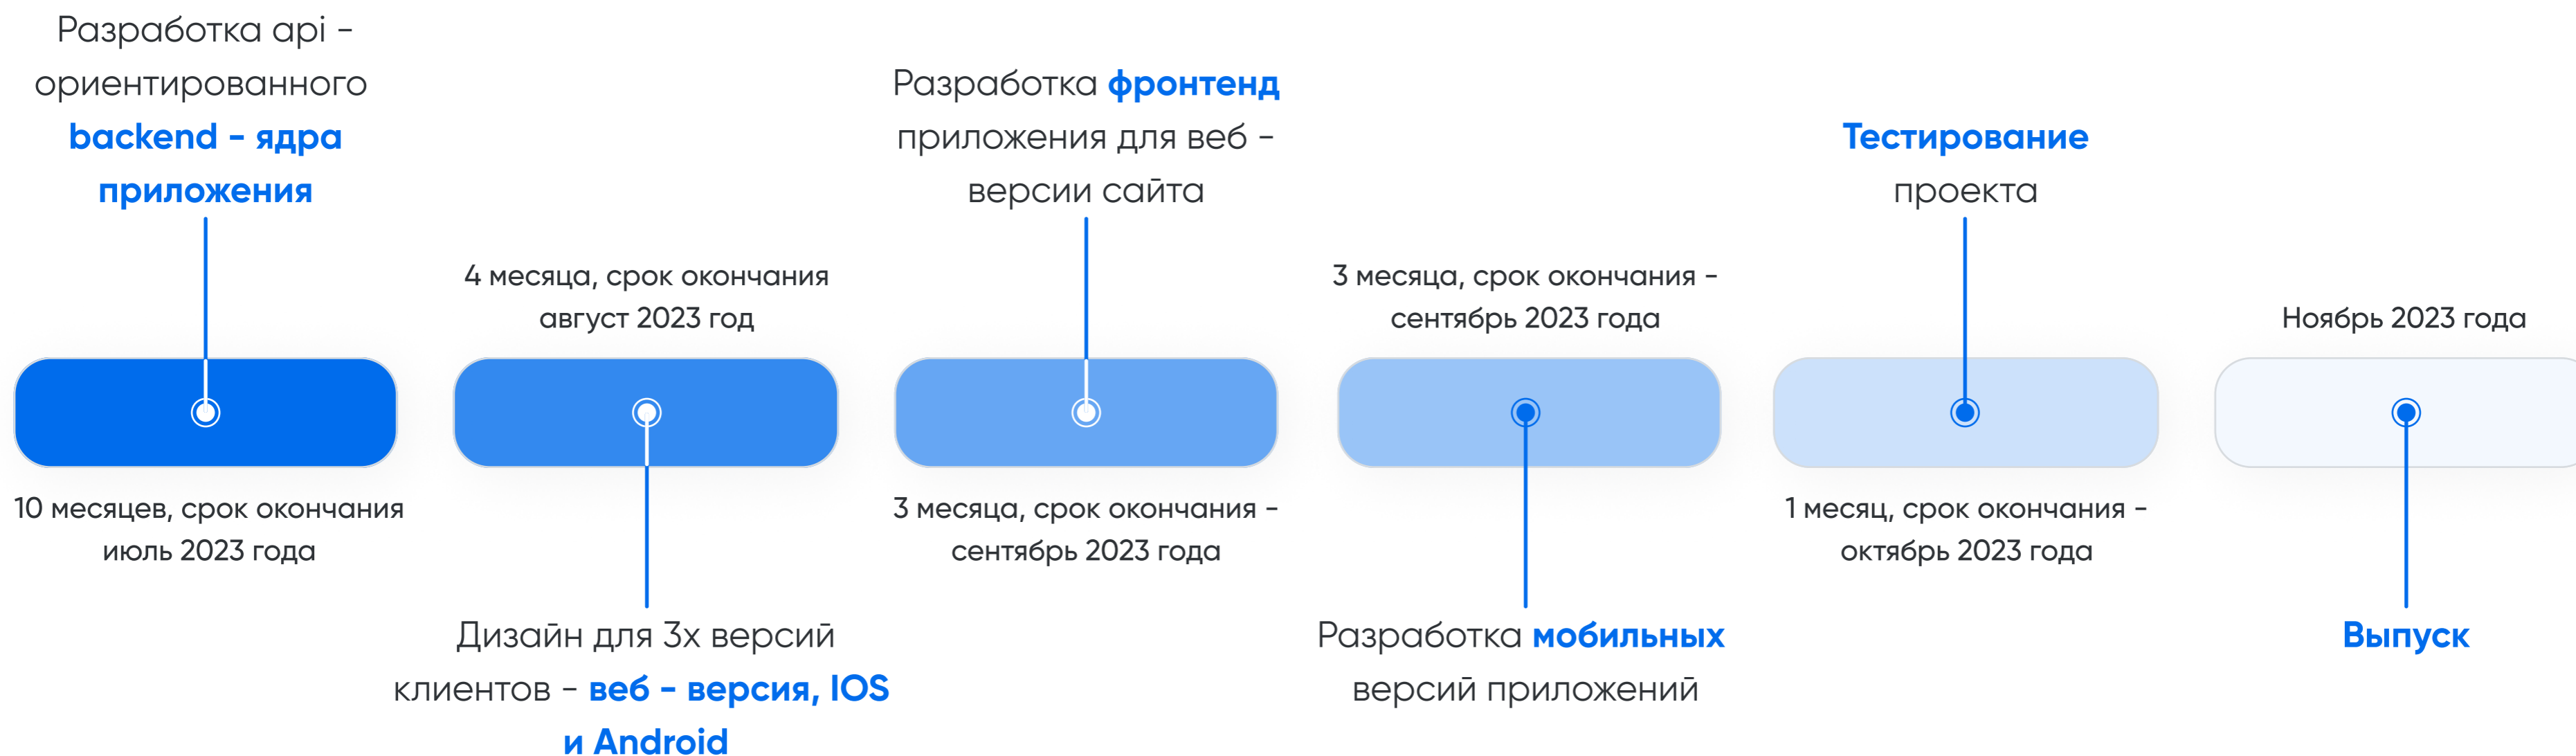 Разработка api -
ориентированного
backend - ядра
приложения
10 месяцев, срок окончания
июль 2023 года
4 месяца, срок окончания
август 2023 год
Дизайн для 3х версий
клиентов - веб - версия, IOS
и Android
Разработка фронтенд
приложения для веб -
версии сайта
3 месяца, срок окончания -
сентябрь 2023 года
3 месяца, срок окончания -
сентябрь 2023 года
Разработка мобильных
версий приложений
Тестирование
проекта
1 месяц, срок окончания -
октябрь 2023 года
Ноябрь 2023 года
Выпуск